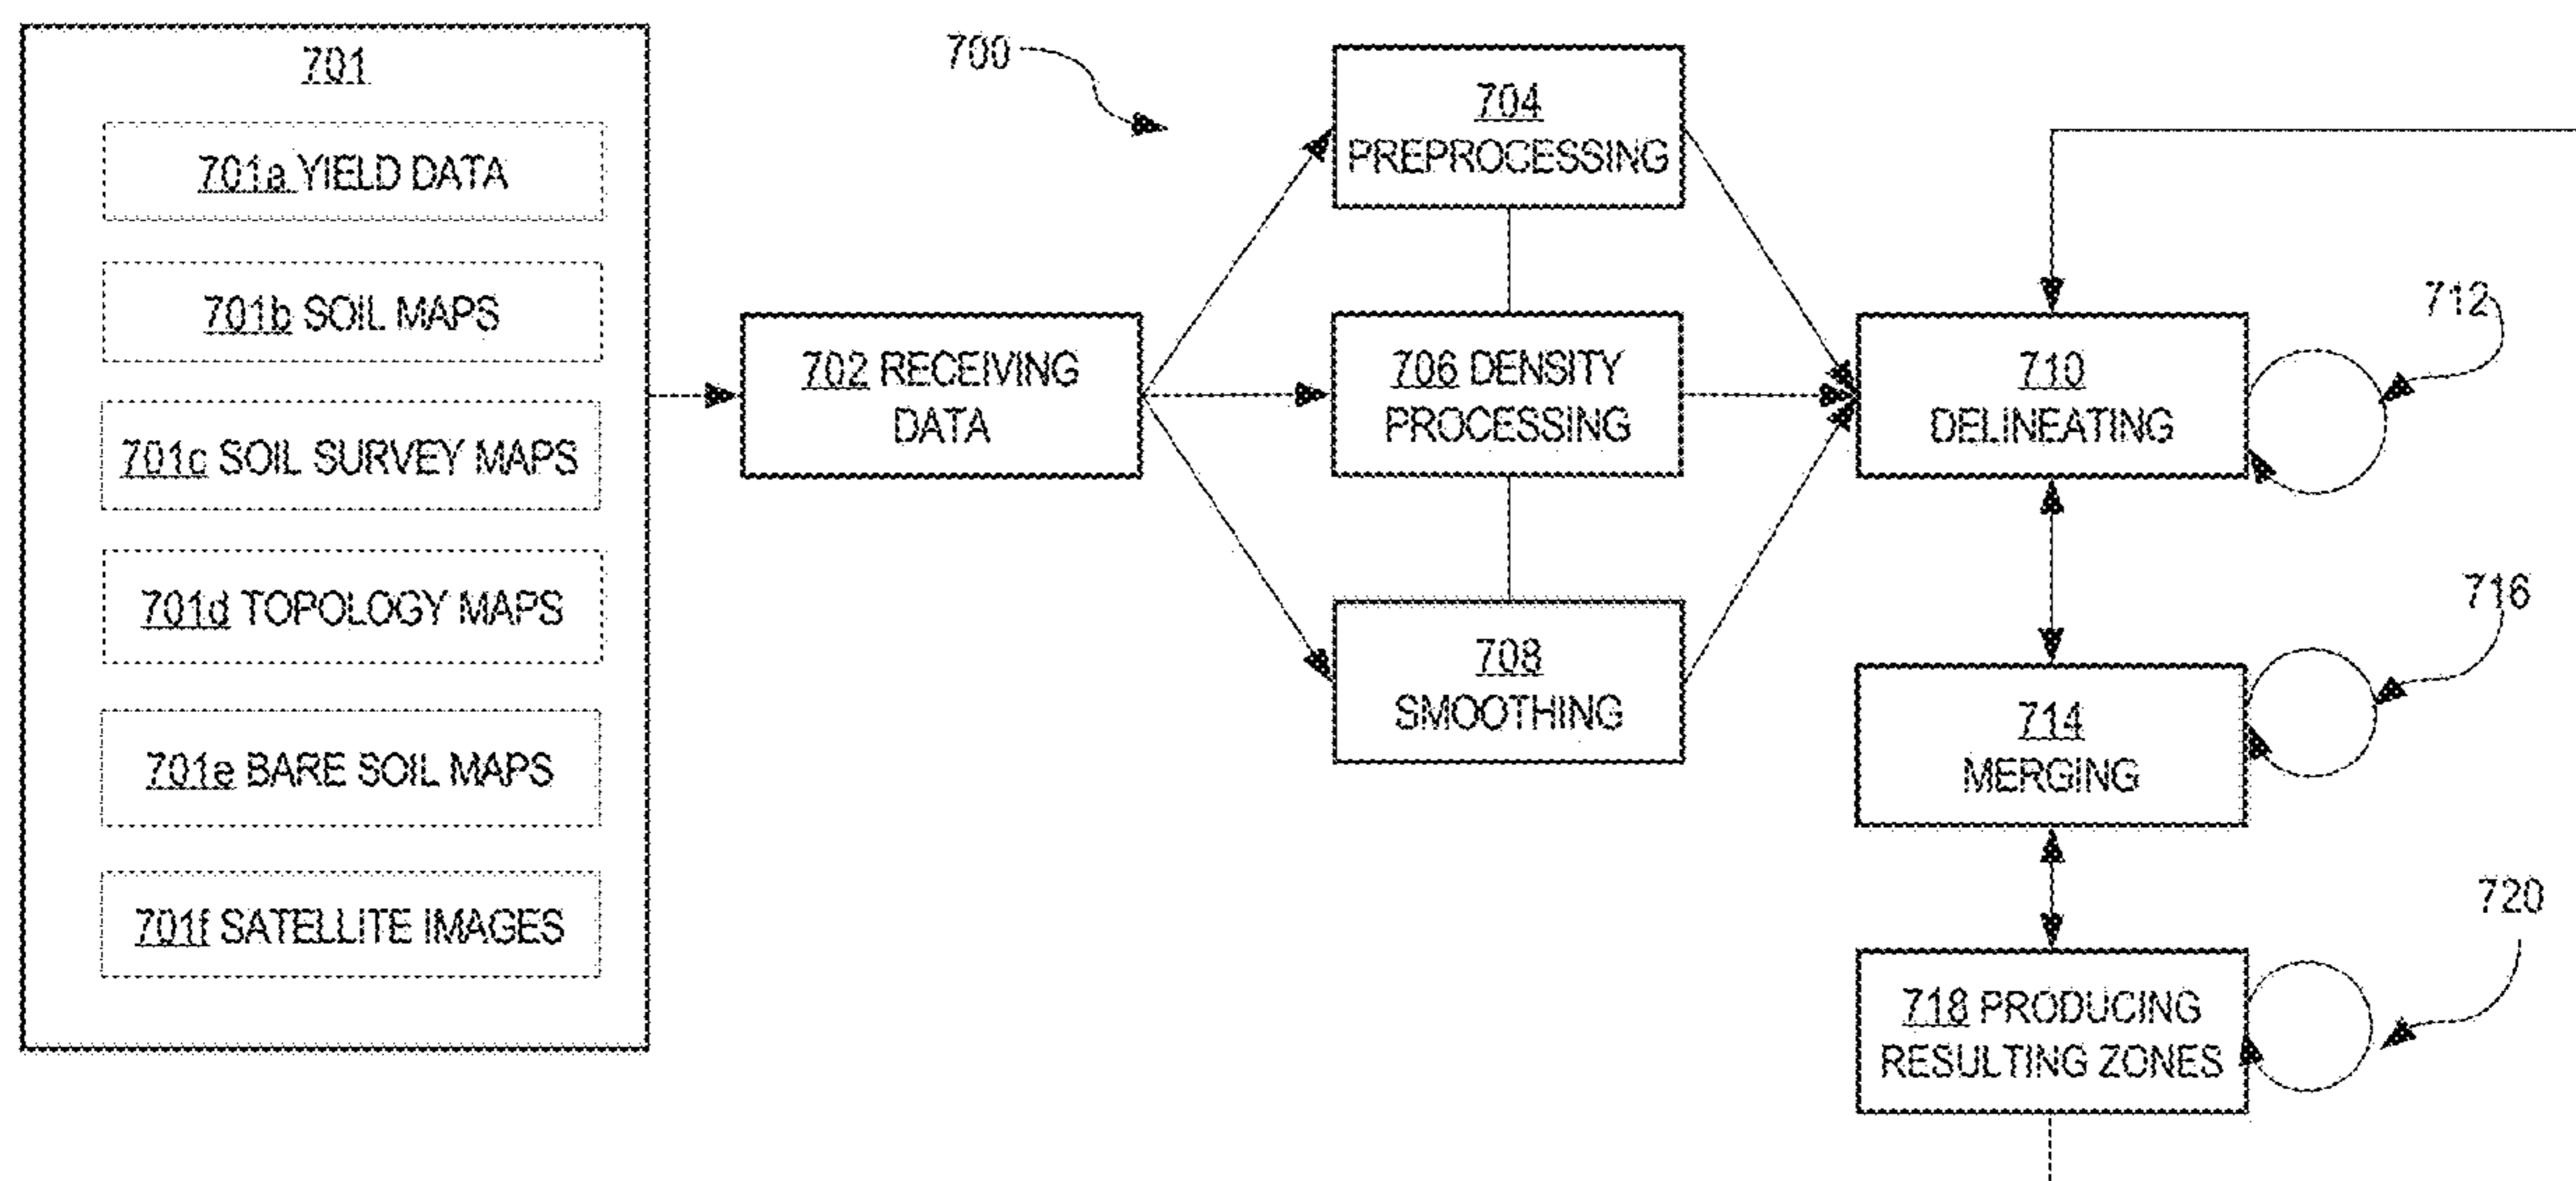 701
701a YIELD DATA
701b SOIL MAPS
701c SOIL SURVEY MAPS
701d TOPOLOGY MAPS
701e BARE SOIL MAPS
701f SATELLITE IMAGES
700
702 RECEIVING
DATA
704
PREPROCESSING
706 DENSITY
PROCESSING
708
SMOOTHING
710
DELINEATING
712
714
MERGING
716
718 PRODUCING
RESULTING ZONES
720